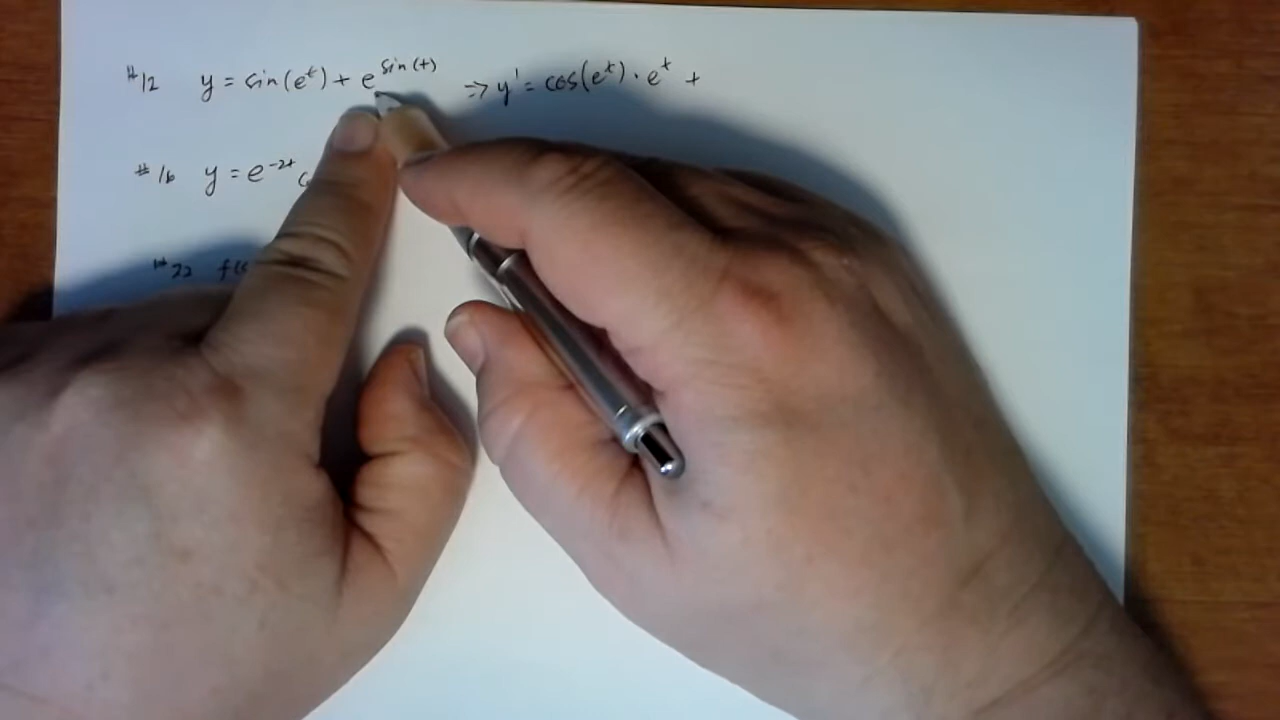 #12 y = sin(e^t) + e^sin(t) => y' = cos(e^t) · e^t +
#16 y = e^-2t
#22